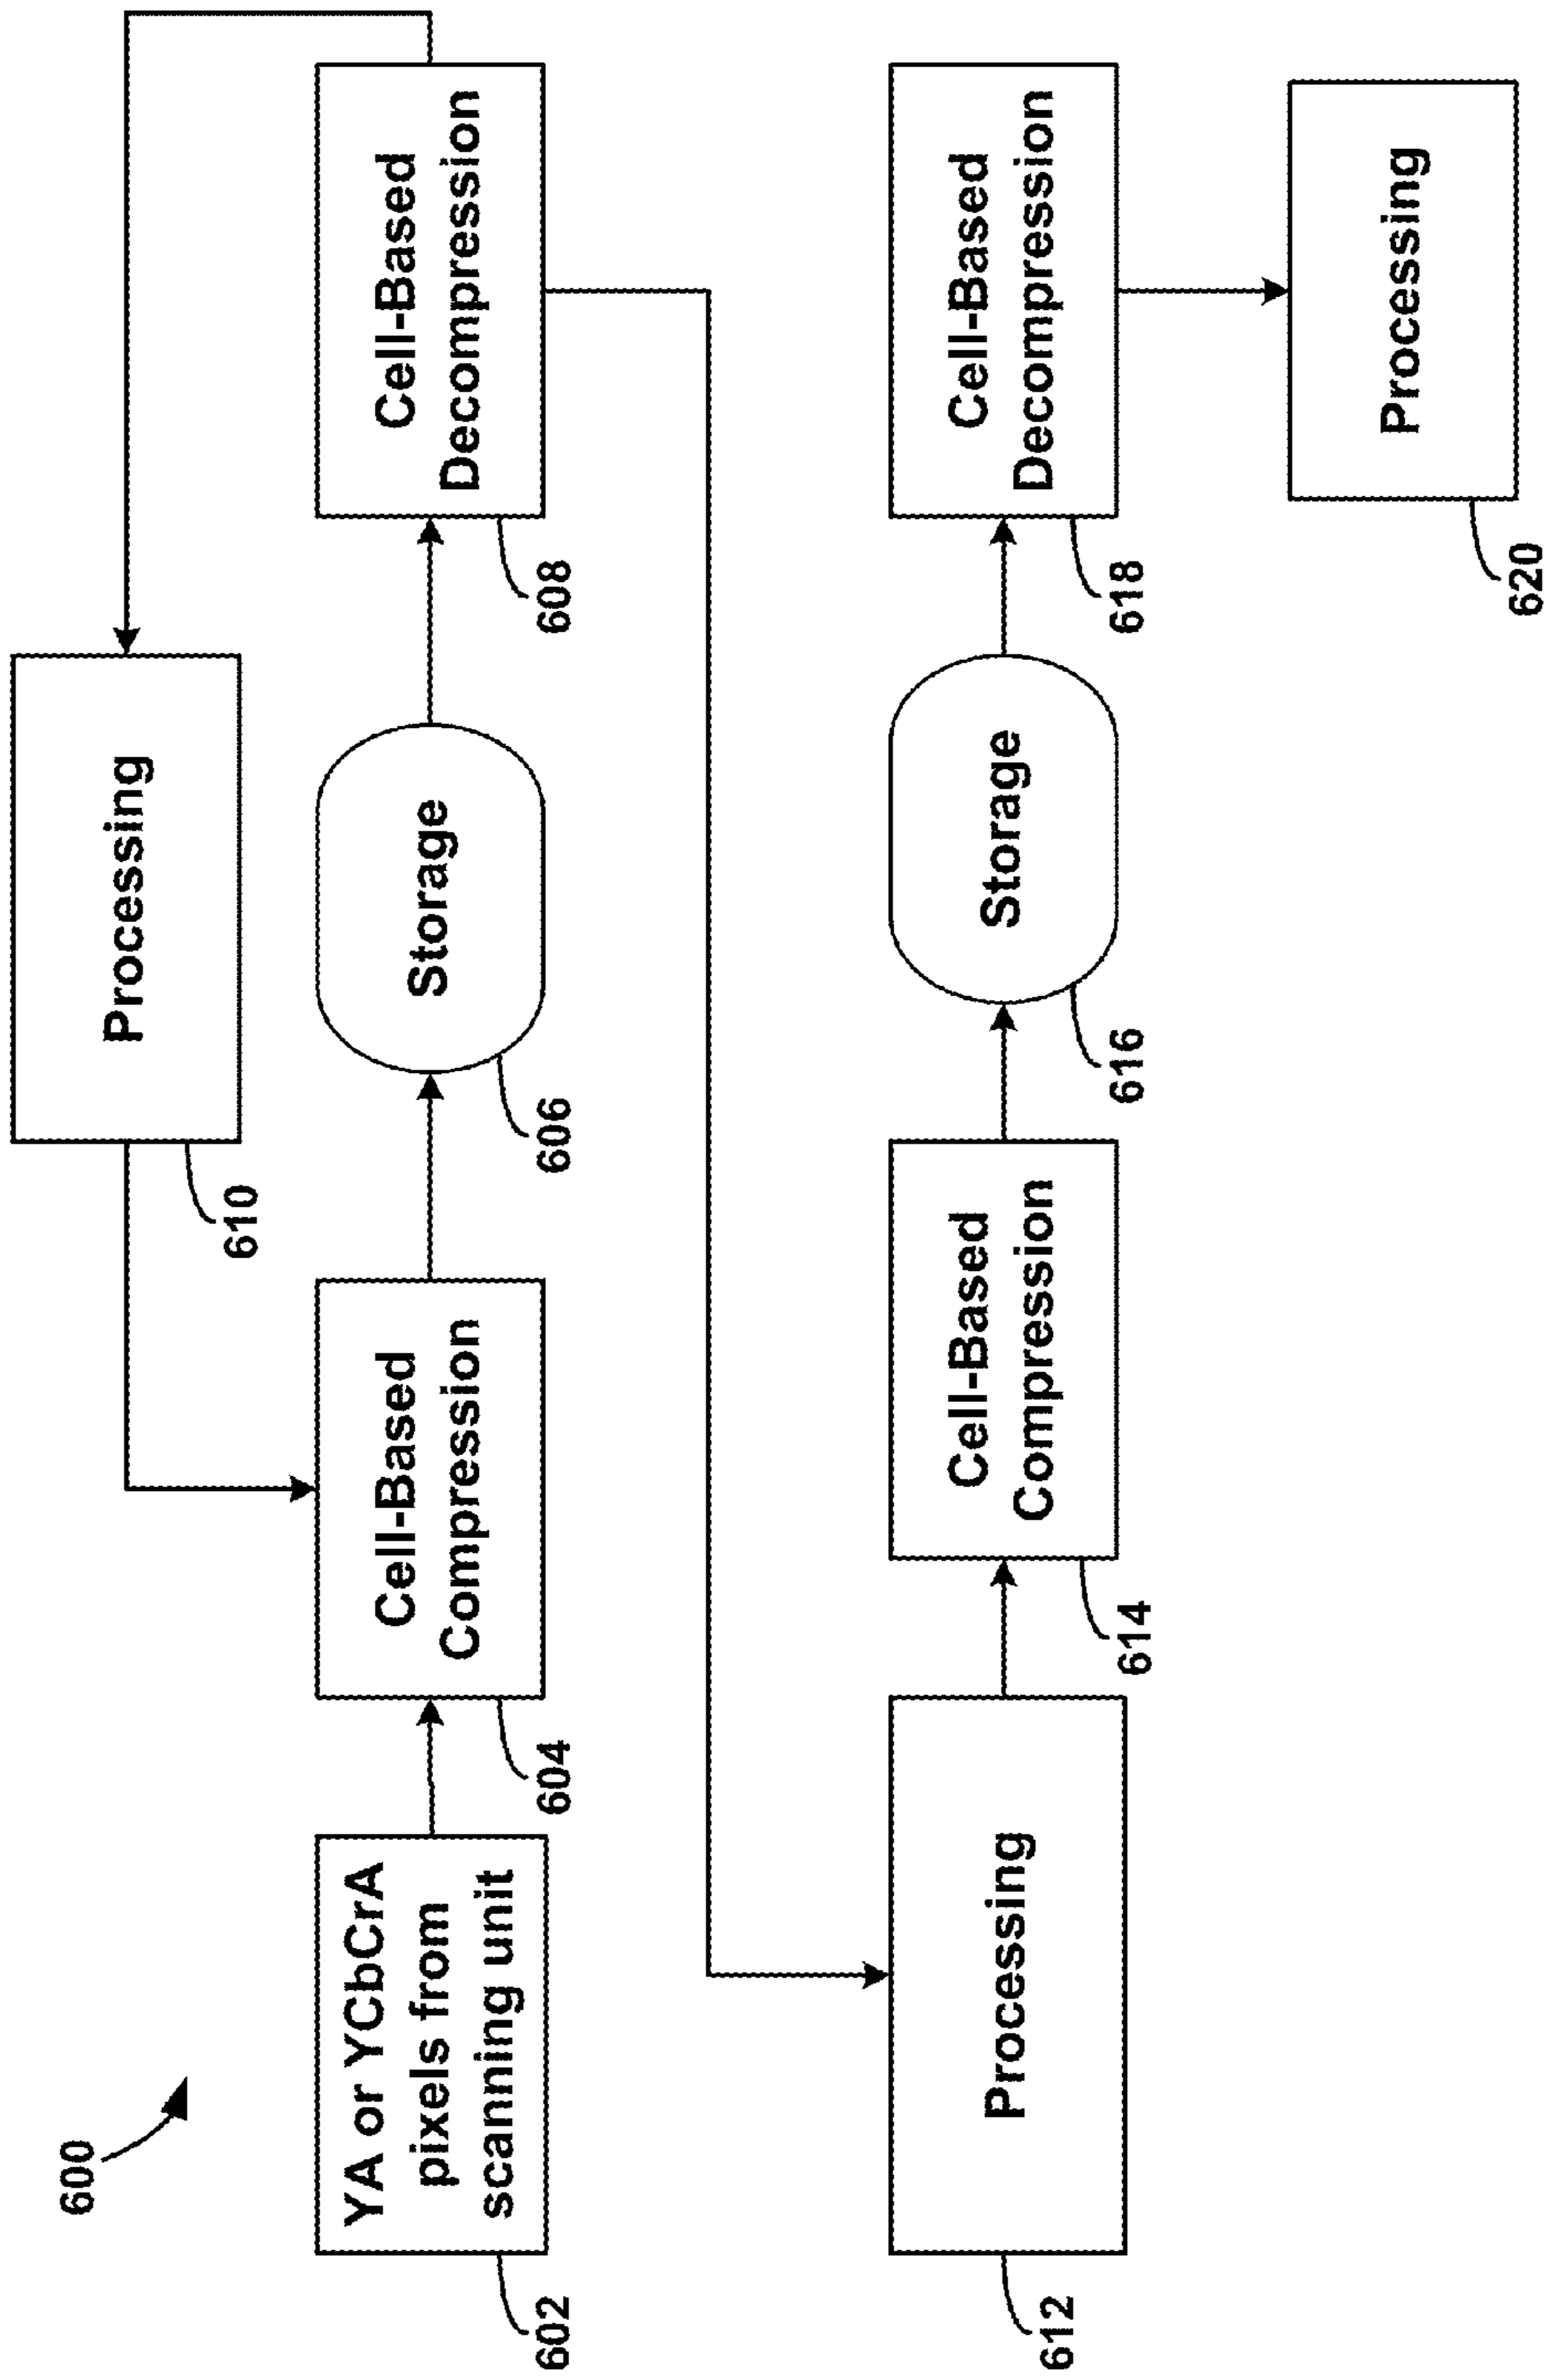 600
Processing
610
YA or YCbCrA
pixels from
scanning unit
602
Cell-Based
Compression
604
Storage
606
Cell-Based
Decompression
608
Processing
612
Cell-Based
Compression
614
Storage
616
Cell-Based
Decompression
618
Processing
620